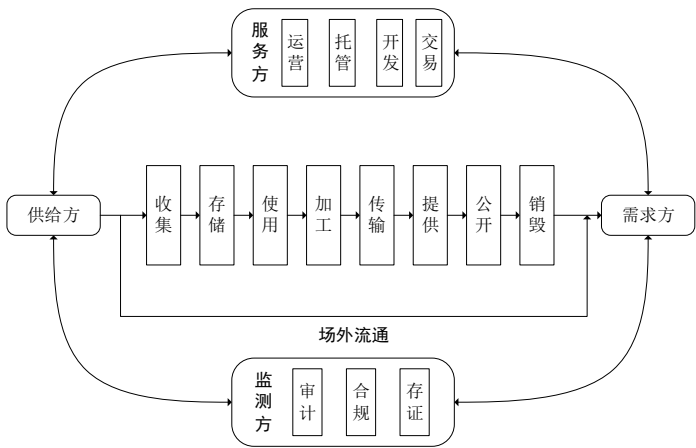 服务方
运营
托管
开发
交易
供给方
收集
存储
使用
加工
传输
提供
公开
销毁
需求方
场外流通
监测方
审计
合规
存证